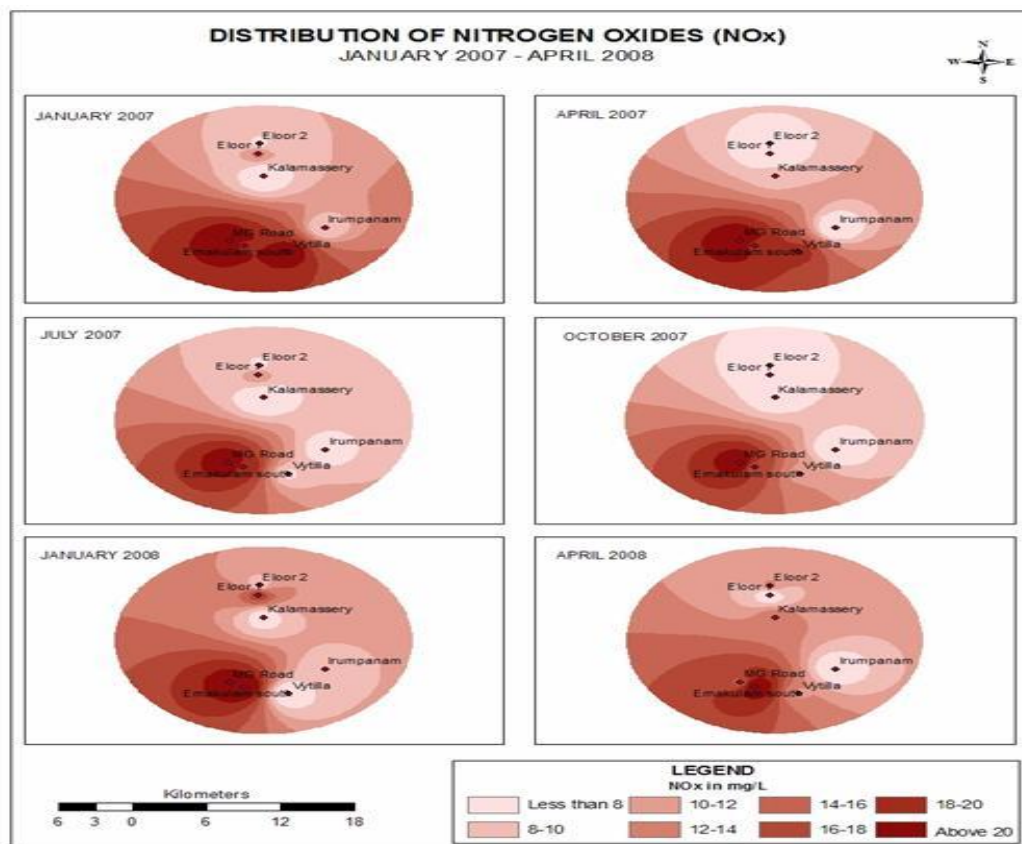 DISTRIBUTION OF NITROGEN OXIDES (NOx)
JANUARY 2007 - APRIL 2008
N
W E
S
JANUARY 2007
Eloor 2
Eloor
Kalamassery
Irumpanam
MG Road
Ernakulam south
Vytilla
APRIL 2007
Eloor 2
Eloor
Kalamassery
Irumpanam
MG Road
Ernakulam south
Vytilla
JULY 2007
Eloor 2
Eloor
Kalamassery
Irumpanam
MG Road
Ernakulam south
Vytilla
OCTOBER 2007
Eloor 2
Eloor
Kalamassery
Irumpanam
MG Road
Ernakulam south
Vytilla
JANUARY 2008
Eloor 2
Eloor
Kalamassery
Irumpanam
MG Road
Ernakulam south
Vytilla
APRIL 2008
Eloor 2
Eloor
Kalamassery
Irumpanam
MG Road
Ernakulam south
Vytilla
Kilometers
6 3 0 6 12 18
LEGEND
NOx in mg/L
Less than 8 10-12 14-16 18-20
8-10 12-14 16-18 Above 20